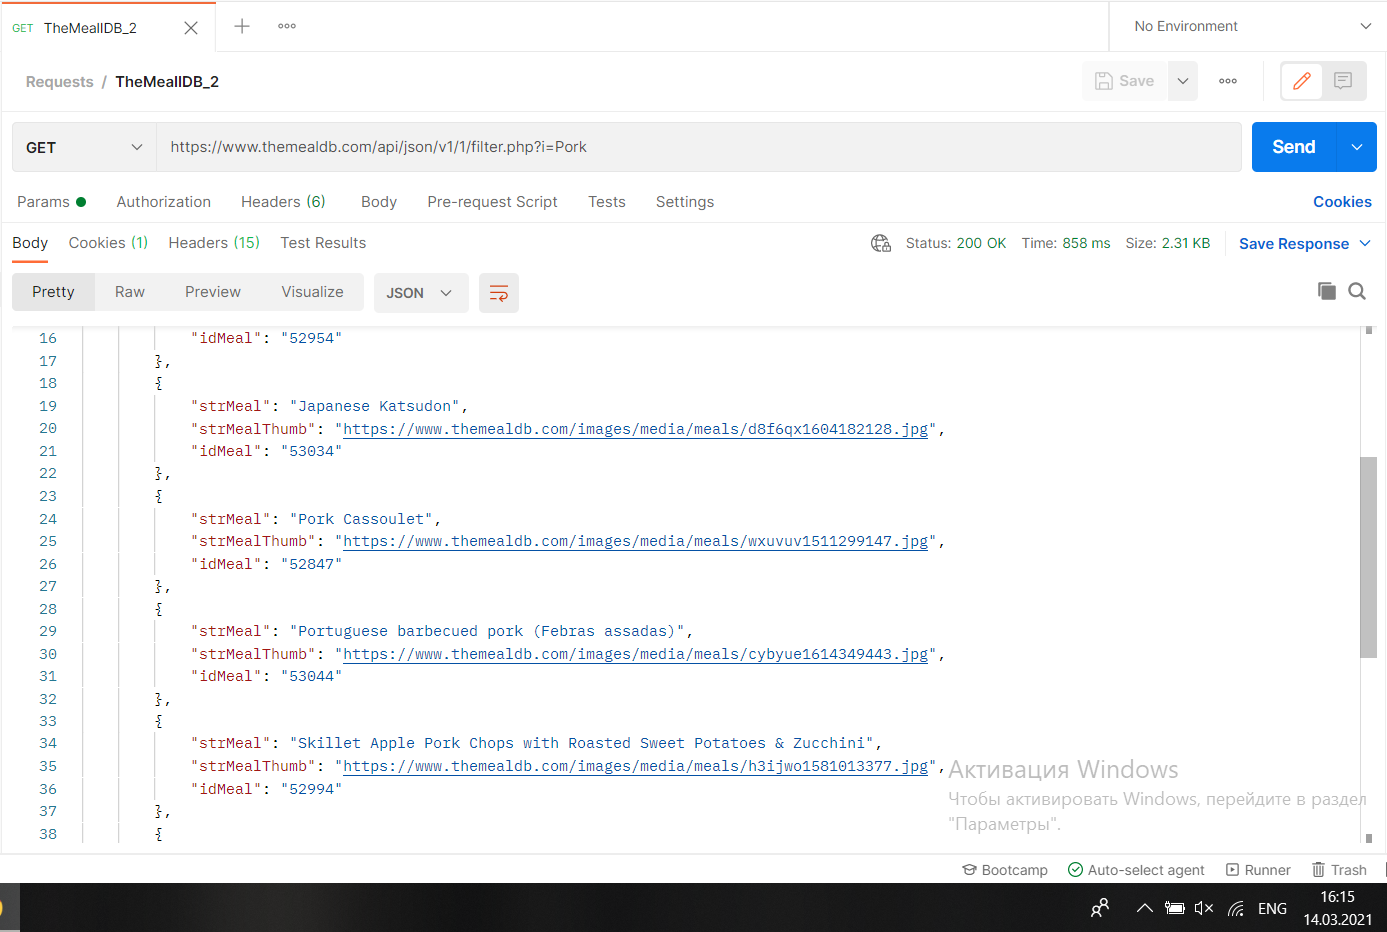 GET TheMealIDB_2
No Environment
Requests / TheMealIDB_2
Save
GET https://www.themealdb.com/api/json/v1/1/filter.php?i=Pork
Send
Params Authorization Headers (6) Body Pre-request Script Tests Settings
Cookies
Body Cookies (1) Headers (15) Test Results
Status: 200 OK Time: 858 ms Size: 2.31 KB Save Response
Pretty Raw Preview Visualize JSON
16 "idMeal": "52954"
17 },
18 {
19 "strMeal": "Japanese Katsudon",
20 "strMealThumb": "https://www.themealdb.com/images/media/meals/d8f6qx1604182128.jpg",
21 "idMeal": "53034"
22 },
23 {
24 "strMeal": "Pork Cassoulet",
25 "strMealThumb": "https://www.themealdb.com/images/media/meals/wxuvuv1511299147.jpg",
26 "idMeal": "52847"
27 },
28 {
29 "strMeal": "Portuguese barbecued pork (Febras assadas)",
30 "strMealThumb": "https://www.themealdb.com/images/media/meals/cybyue1614349443.jpg",
31 "idMeal": "53044"
32 },
33 {
34 "strMeal": "Skillet Apple Pork Chops with Roasted Sweet Potatoes & Zucchini",
35 "strMealThumb": "https://www.themealdb.com/images/media/meals/h3ijwo1581013377.jpg",
36 "idMeal": "52994"
37 },
38 {
Активация Windows
Чтобы активировать Windows, перейдите в раздел
"Параметры".
Bootcamp Auto-select agent Runner Trash
ENG
16:15
14.03.2021